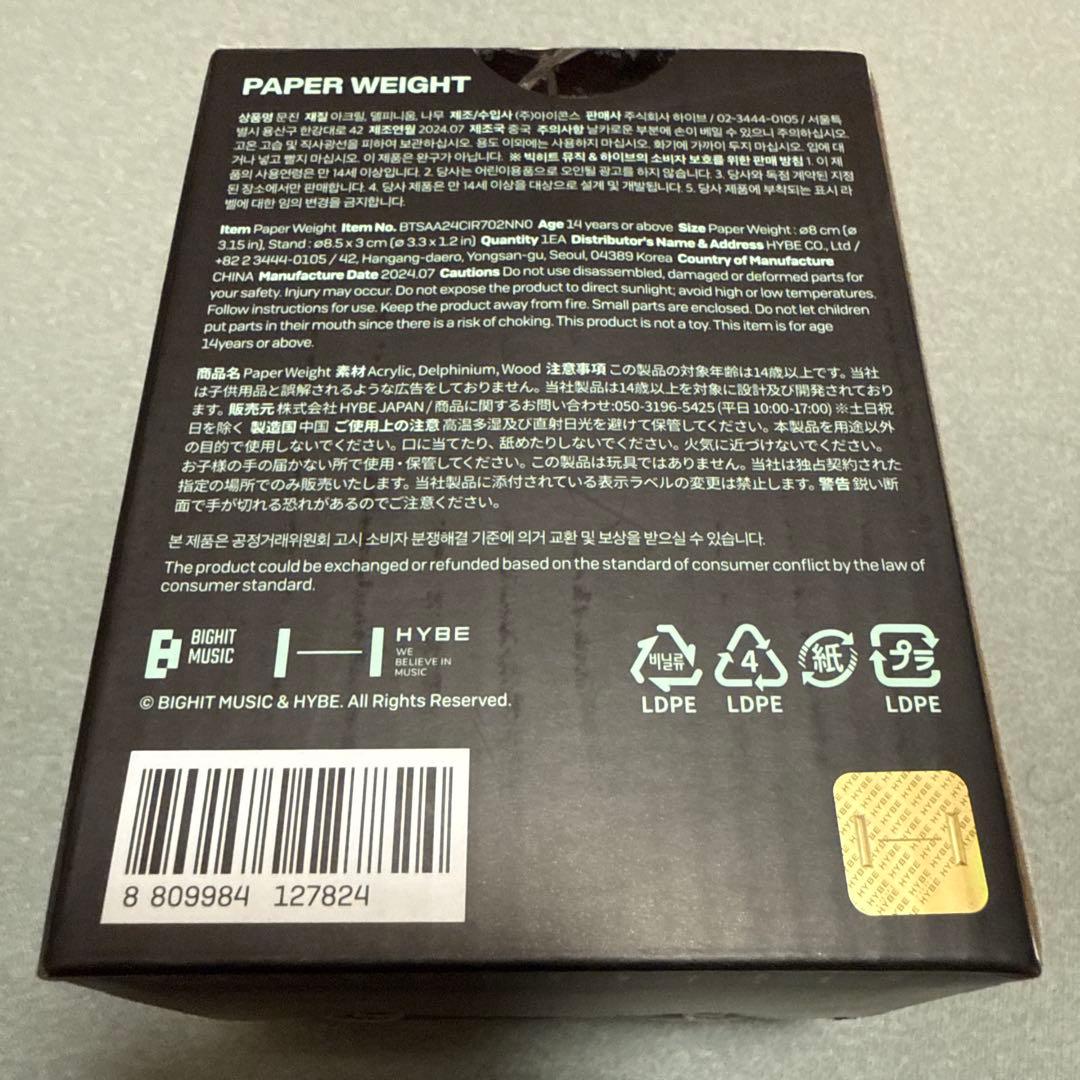 PAPER WEIGHT
상품명 문진 재질 아크릴, 델피니움, 나무 제조/수입사 (주)아이콘스 판매사 주식회사 하이브 / 02-3444-0105 / 서울특
별시 용산구 한강대로 42 제조연월 2024.07 제조국 중국 주의사항 날카로운 부분에 손이 베일 수 있으니 주의하십시오.
고온 고습 및 직사광선을 피하여 보관하십시오. 용도 이외에는 사용하지 마십시오. 화기에 가까이 두지 마십시오. 입에 대
거나 넣고 빨지 마십시오. 이 제품은 완구가 아닙니다. ※ 빅히트 뮤직 & 하이브의 소비자 보호를 위한 판매 방침 1. 이 제
품의 사용연령은 만 14세 이상입니다. 2. 당사는 어린이용품으로 오인될 광고를 하지 않습니다. 3. 당사와 독점 계약된 지정
된 장소에서만 판매합니다. 4. 당사 제품은 만 14세 이상을 대상으로 설계 및 개발됩니다. 5. 당사 제품에 부착되는 표시 라
벨에 대한 임의 변경을 금지합니다.
Item Paper Weight Item No. BTSAA24CIR702NN0 Age 14 years or above Size Paper Weight : ø8 cm (ø
3.15 in), Stand : ø8.5 x 3 cm (ø 3.3 x 1.2 in) Quantity 1EA Distributor's Name & Address HYBE CO., Ltd /
+82 2 3444-0105 / 42, Hangang-daero, Yongsan-gu, Seoul, 04389 Korea Country of Manufacture
CHINA Manufacture Date 2024.07 Cautions Do not use disassembled, damaged or deformed parts for
your safety. Injury may occur. Do not expose the product to direct sunlight; avoid high or low temperatures.
Follow instructions for use. Keep the product away from fire. Small parts are enclosed. Do not let children
put parts in their mouth since there is a risk of choking. This product is not a toy. This item is for age
14years or above.
商品名 Paper Weight 素材 Acrylic, Delphinium, Wood 注意事項 この製品の対象年齢は14歳以上です。当社
は子供用品と誤解されるような広告をしておりません。当社製品は14歳以上を対象に設計及び開発されており
ます。販売元 株式会社 HYBE JAPAN / 商品に関するお問い合わせ:050-3196-5425 (平日 10:00-17:00) ※土日祝
日を除く 製造国 中国 ご使用上の注意 高温多湿及び直射日光を避けて保管してください。本製品を用途以外
の目的で使用しないでください。口に当てたり、舐めたりしないでください。火気に近づけないでください。
お子様の手の届かない所で使用・保管してください。この製品は玩具ではありません。当社は独占契約された
指定の場所でのみ販売いたします。当社製品に添付されている表示ラベルの変更は禁止します。警告 鋭い断
面で手が切れる恐れがあるのでご注意ください。
본 제품은 공정거래위원회 고시 소비자 분쟁해결 기준에 의거 교환 및 보상을 받으실 수 있습니다.
The product could be exchanged or refunded based on the standard of consumer conflict by the law of
consumer standard.
BIGHIT
MUSIC
HYBE
WE
BELIEVE IN
MUSIC
비닐류
LDPE
4
LDPE
紙
プラ
LDPE
© BIGHIT MUSIC & HYBE. All Rights Reserved.
8 809984 127824
HYBE HYBE HYBE